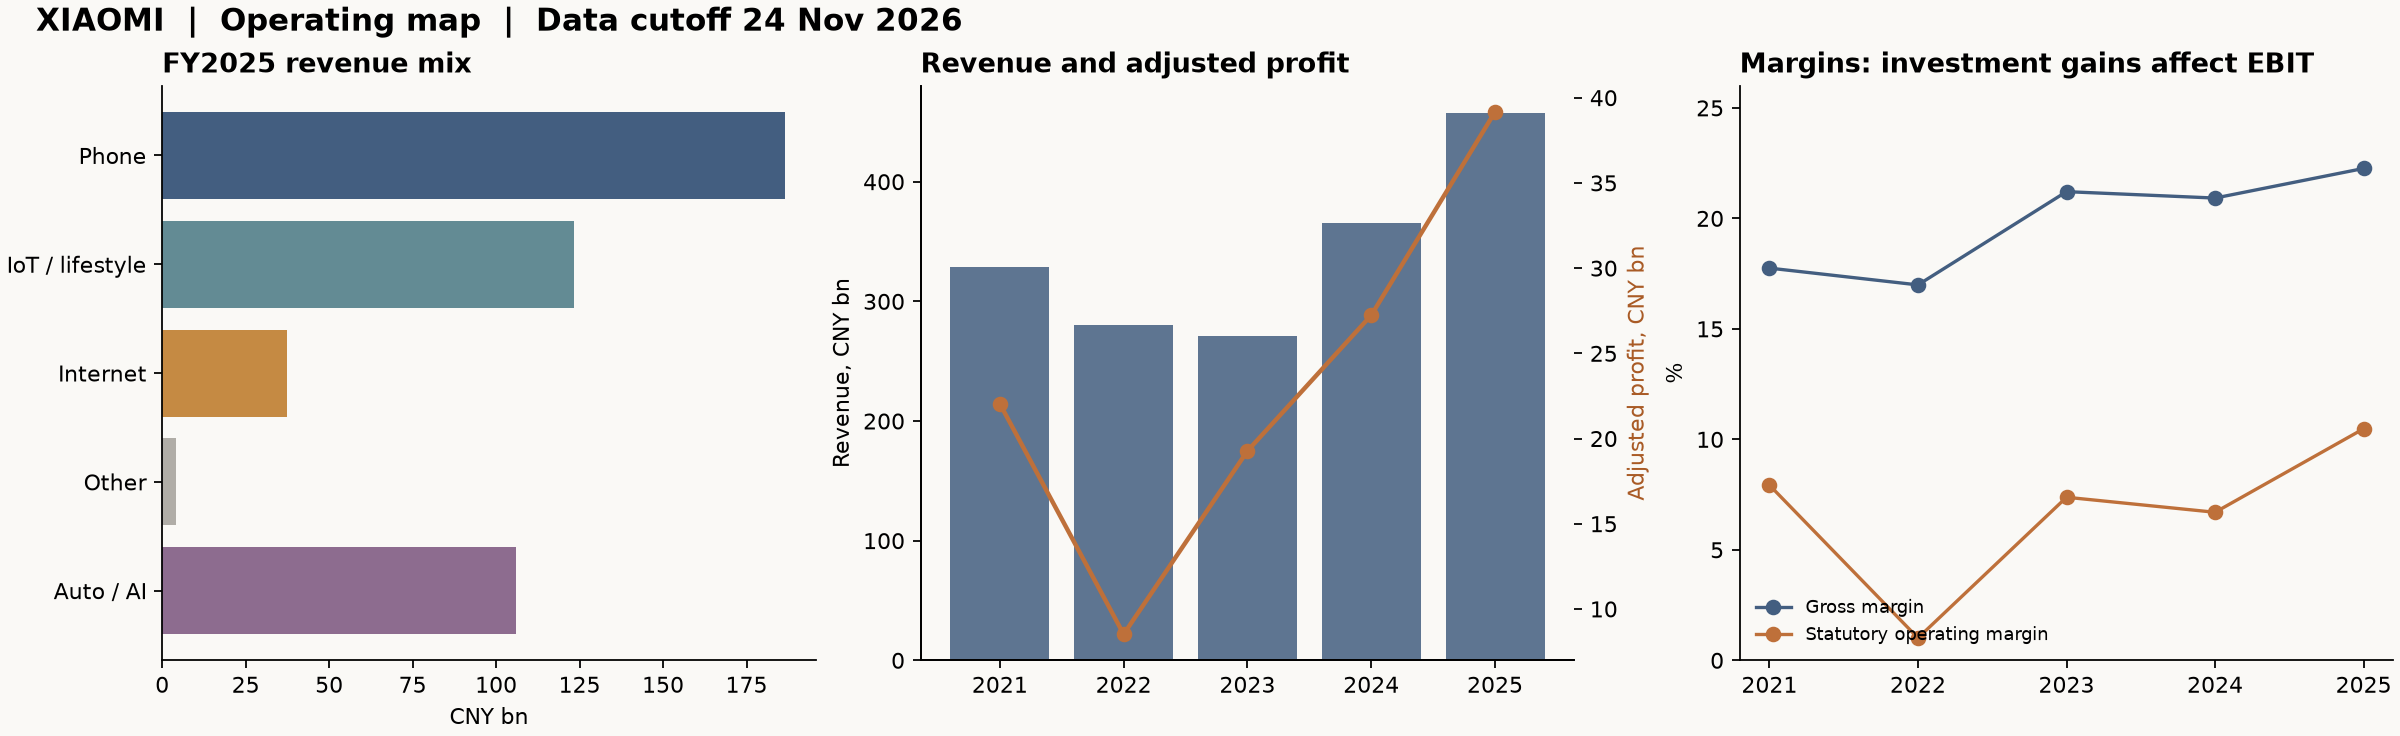 XIAOMI | Operating map | Data cutoff 24 Nov 2026
FY2025 revenue mix
Phone
IoT / lifestyle
Internet
Other
Auto / AI
0 25 50 75 100 125 150 175
CNY bn
Revenue and adjusted profit
Revenue, CNY bn
400
300
200
100
0
2021 2022 2023 2024 2025
40
35
30
25
20
15
10
Adjusted profit, CNY bn
Margins: investment gains affect EBIT
%
25
20
15
10
5
0
Gross margin
Statutory operating margin
2021 2022 2023 2024 2025